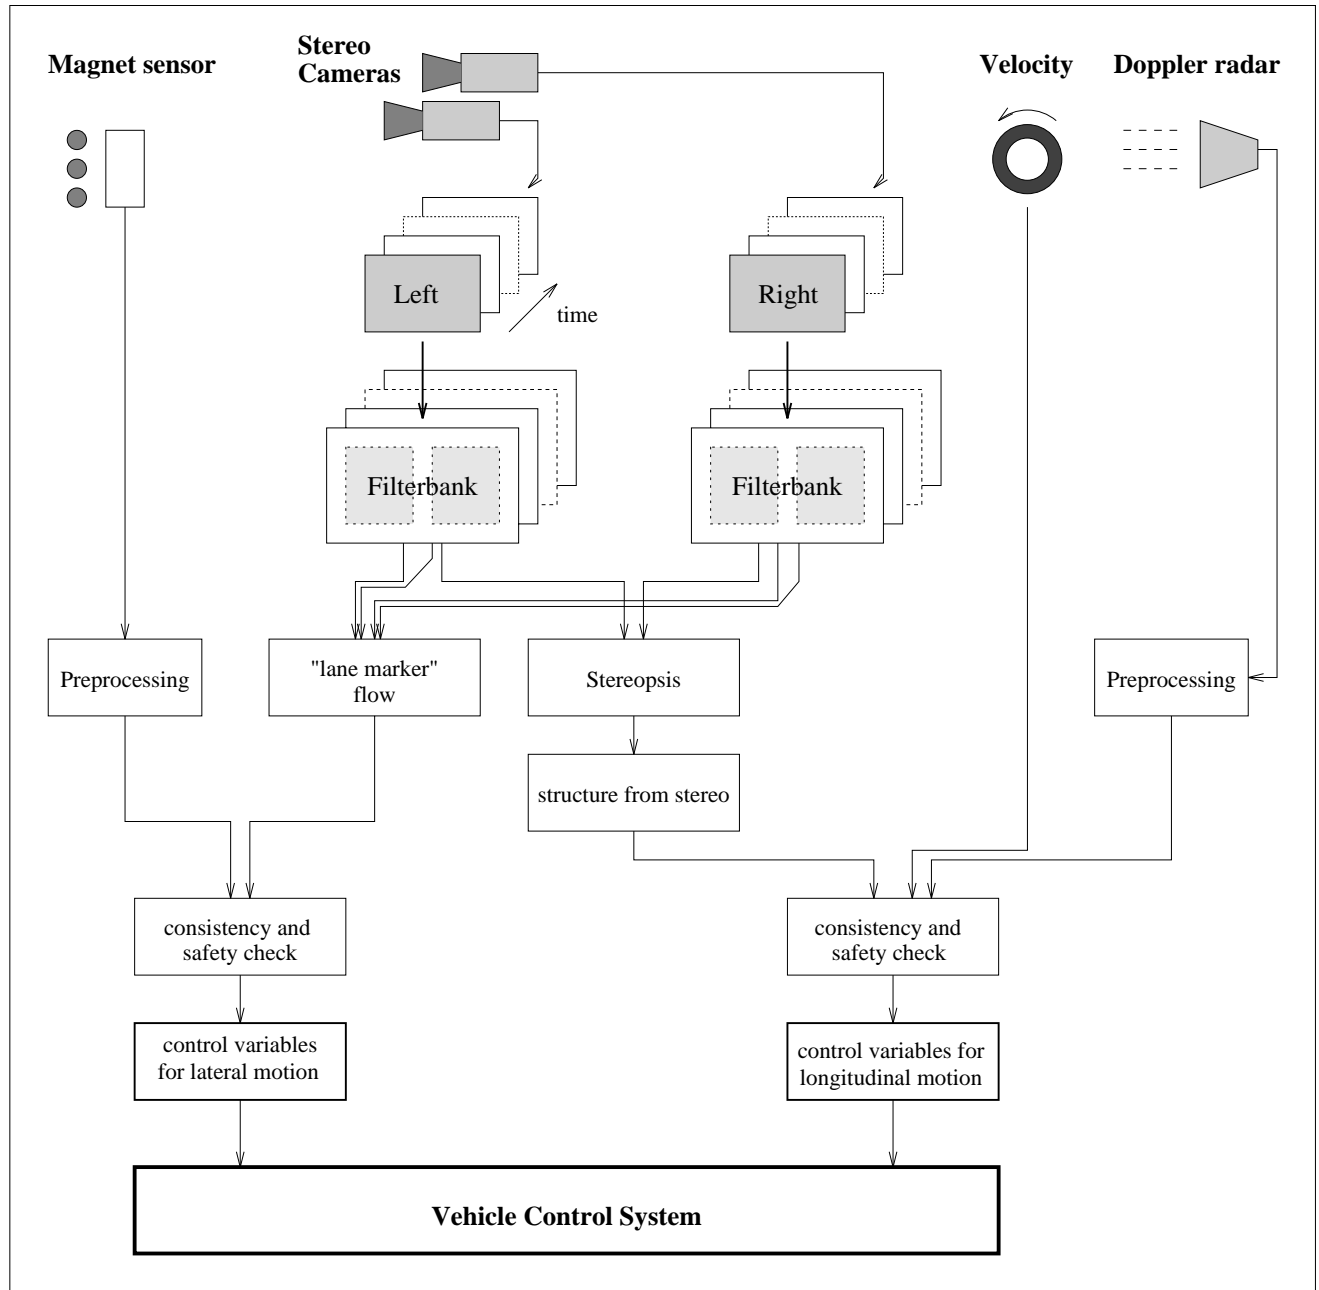 Magnet sensor
Stereo
Cameras
Velocity
Doppler radar
Left
time
Right
Filterbank
Filterbank
Preprocessing
"lane marker"
flow
Stereopsis
Preprocessing
structure from stereo
consistency and
safety check
consistency and
safety check
control variables
for lateral motion
control variables for
longitudinal motion
Vehicle Control System